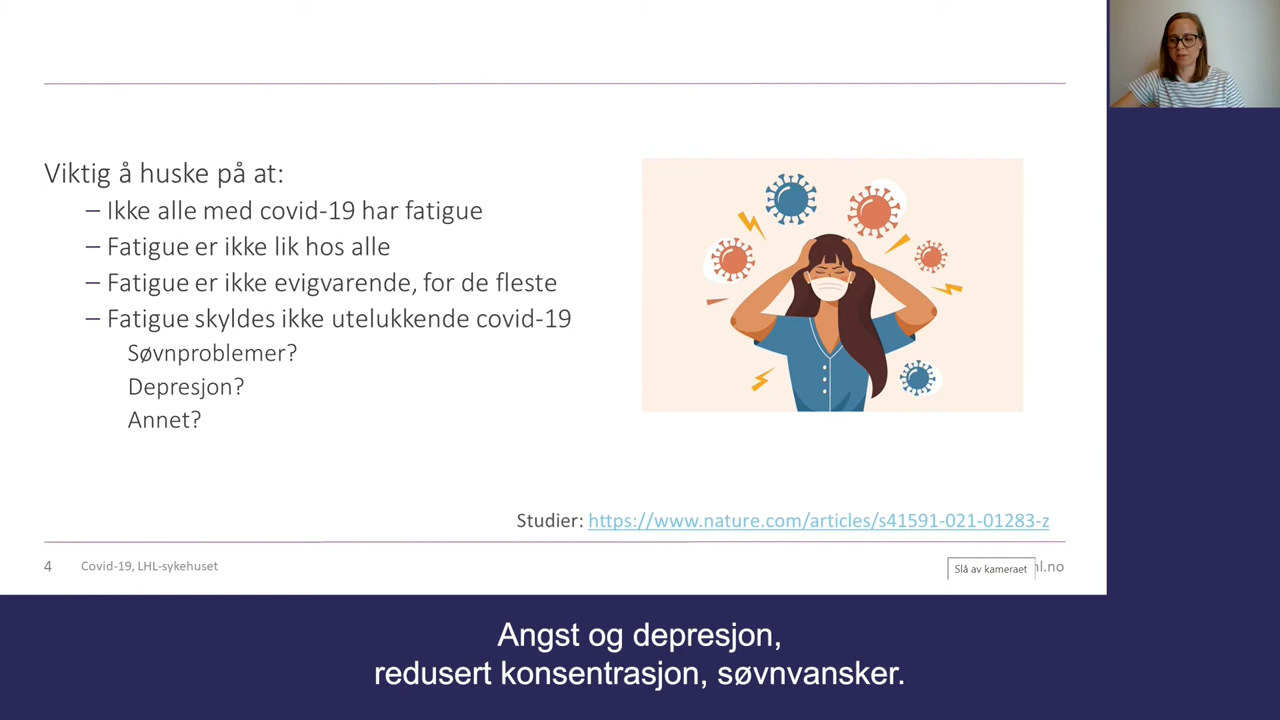 Viktig å huske på at:
– Ikke alle med covid-19 har fatigue
– Fatigue er ikke lik hos alle
– Fatigue er ikke evigvarende, for de fleste
– Fatigue skyldes ikke utelukkende covid-19
Søvnproblemer?
Depresjon?
Annet?
Studier: https://www.nature.com/articles/s41591-021-01283-z
4 Covid-19, LHL-sykehuset
Slå av kameraet
hl.no
Angst og depresjon,
redusert konsentrasjon, søvnvansker.